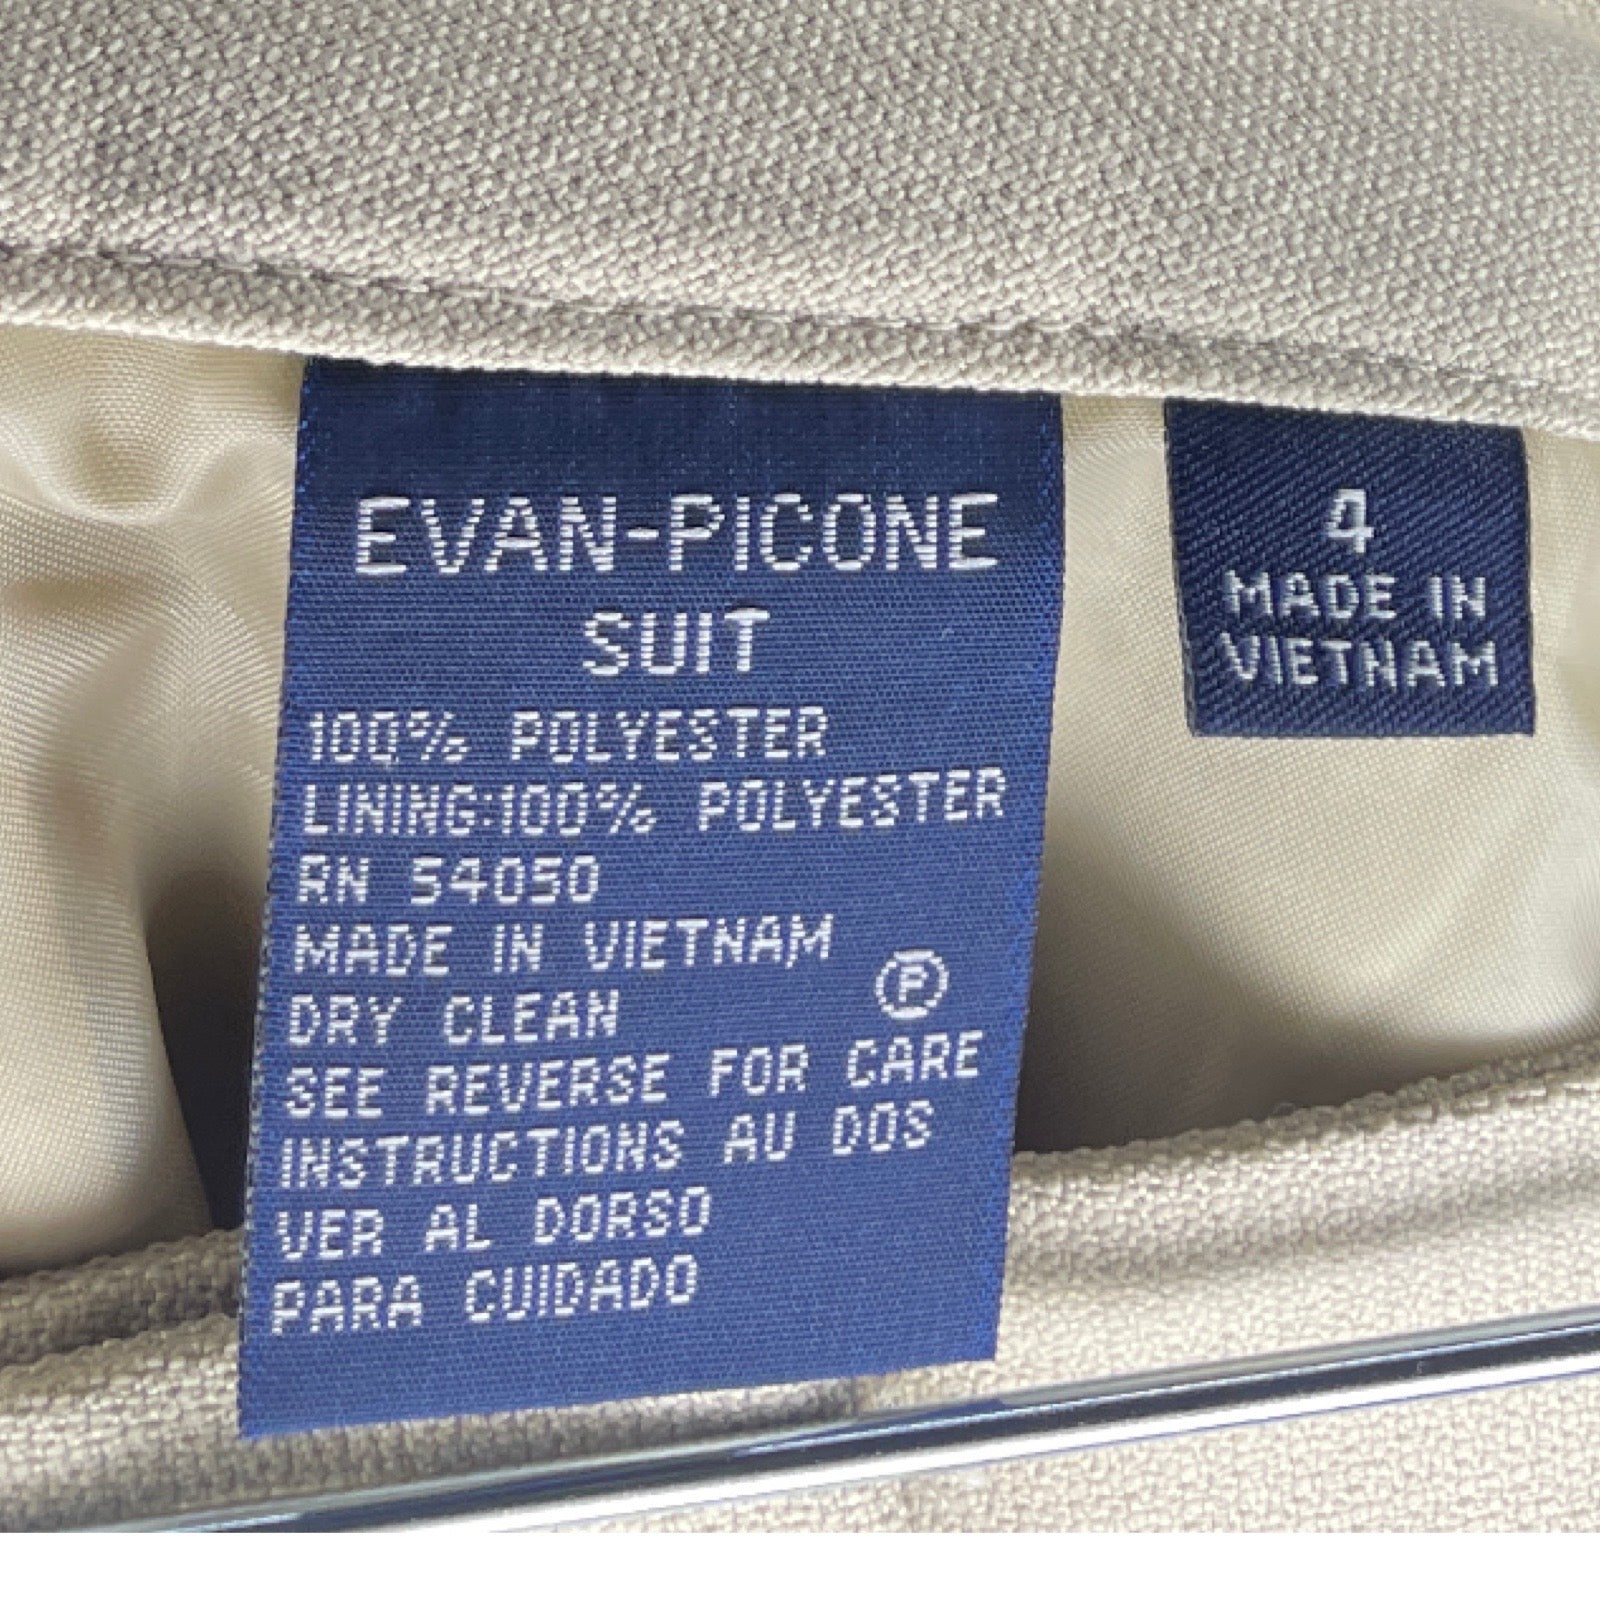 EVAN-PICONE
SUIT
100% POLYESTER
LINING:100% POLYESTER
RN 54050
MADE IN VIETNAM
DRY CLEAN
P
SEE REVERSE FOR CARE
INSTRUCTIONS AU DOS
VER AL DORSO
PARA CUIDADO
4
MADE IN
VIETNAM